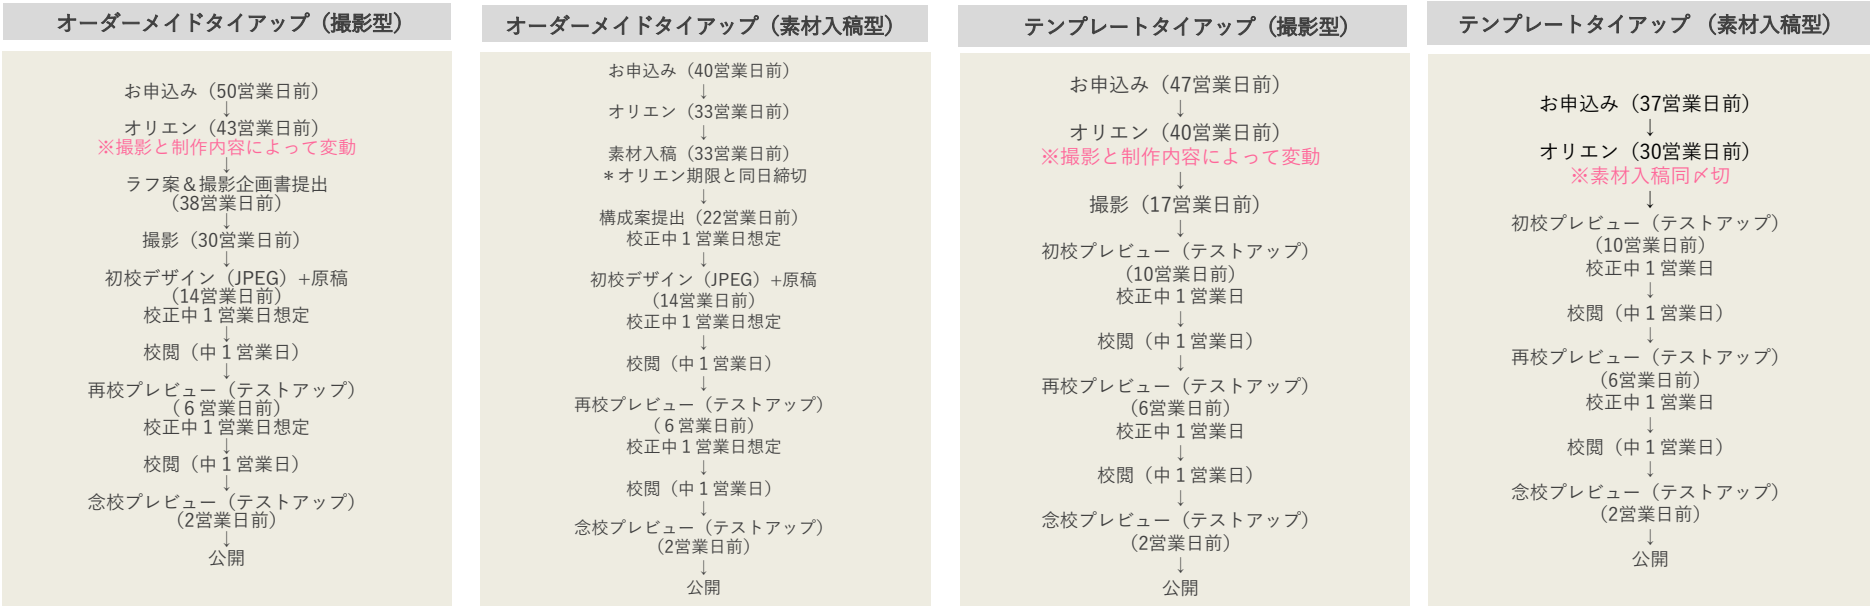 オーダーメイドタイアップ（撮影型）
お申込み（50営業日前）
↓
オリエン（43営業日前）
※撮影と制作内容によって変動
↓
ラフ案＆撮影企画書提出
（38営業日前）
↓
撮影（30営業日前）
↓
初校デザイン（JPEG）+原稿
（14営業日前）
校正中１営業日想定
↓
校閲（中１営業日）
↓
再校プレビュー（テストアップ）
（６営業日前）
校正中１営業日想定
↓
校閲（中１営業日）
↓
念校プレビュー（テストアップ）
（2営業日前）
↓
公開
オーダーメイドタイアップ（素材入稿型）
お申込み（40営業日前）
↓
オリエン（33営業日前）
↓
素材入稿（33営業日前）
＊オリエン期限と同日締切
↓
構成案提出（22営業日前）
校正中１営業日想定
↓
初校デザイン（JPEG）+原稿
（14営業日前）
校正中１営業日想定
↓
校閲（中１営業日）
↓
再校プレビュー（テストアップ）
（６営業日前）
校正中１営業日想定
↓
校閲（中１営業日）
↓
念校プレビュー（テストアップ）
（2営業日前）
↓
公開
テンプレートタイアップ（撮影型）
お申込み（47営業日前）
↓
オリエン（40営業日前）
※撮影と制作内容によって変動
↓
撮影（17営業日前）
↓
初校プレビュー（テストアップ）
（10営業日前）
校正中１営業日
↓
校閲（中１営業日）
↓
再校プレビュー（テストアップ）
（6営業日前）
校正中１営業日
↓
校閲（中１営業日）
↓
念校プレビュー（テストアップ）
（2営業日前）
↓
公開
テンプレートタイアップ （素材入稿型）
お申込み（37営業日前）
↓
オリエン（30営業日前）
※素材入稿同〆切
↓
初校プレビュー（テストアップ）
（10営業日前）
校正中１営業日
↓
校閲（中１営業日）
↓
再校プレビュー（テストアップ）
（6営業日前）
校正中１営業日
↓
校閲（中１営業日）
↓
念校プレビュー（テストアップ）
（2営業日前）
↓
公開